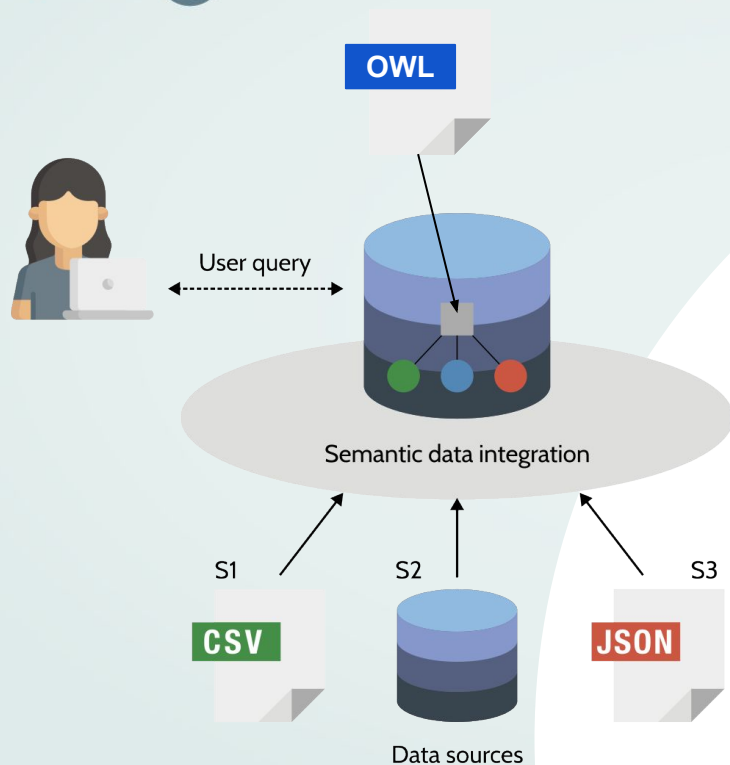 OWL
User query
Semantic data integration
S1
S2
S3
CSV
JSON
Data sources